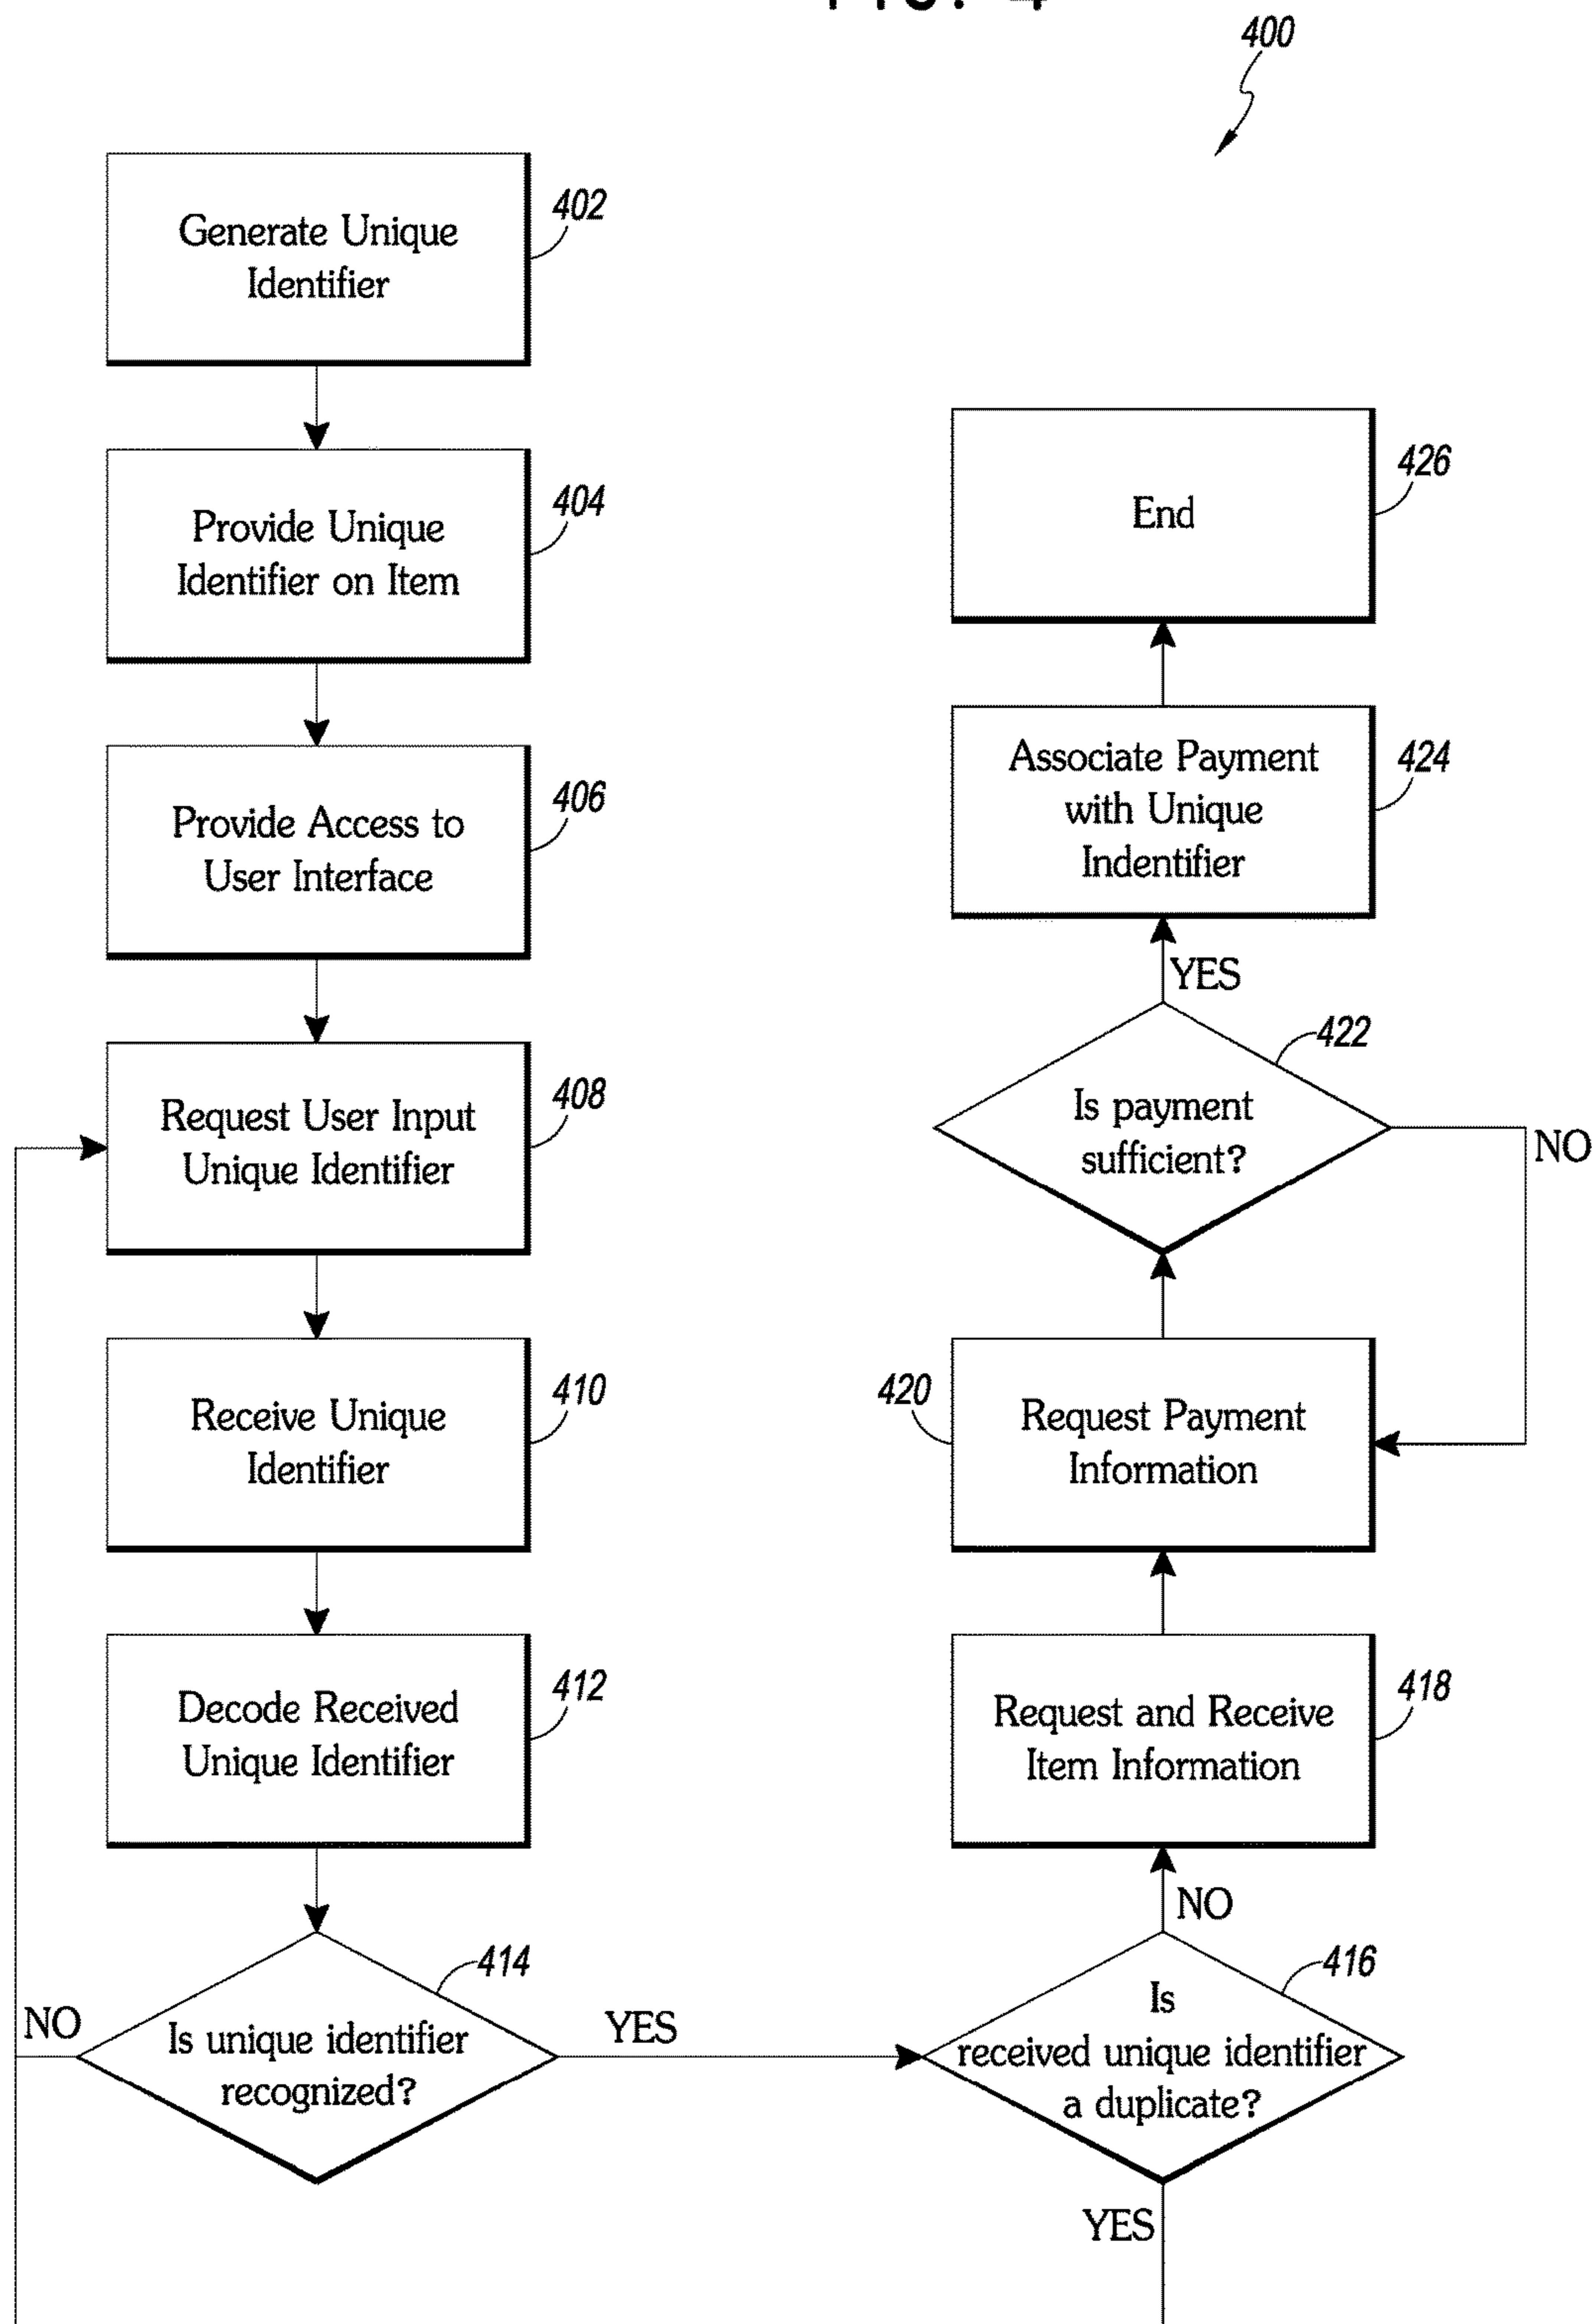 FIG. 4
400
Generate Unique
Identifier
402
Provide Unique
Identifier on Item
404
Provide Access to
User Interface
406
Request User Input
Unique Identifier
408
Receive Unique
Identifier
410
Decode Received
Unique Identifier
412
Is unique identifier
recognized?
414
NO
YES
Is
received unique identifier
a duplicate?
416
YES
NO
Request and Receive
Item Information
418
Request Payment
Information
420
Is payment
sufficient?
422
NO
YES
Associate Payment
with Unique
Indentifier
424
End
426